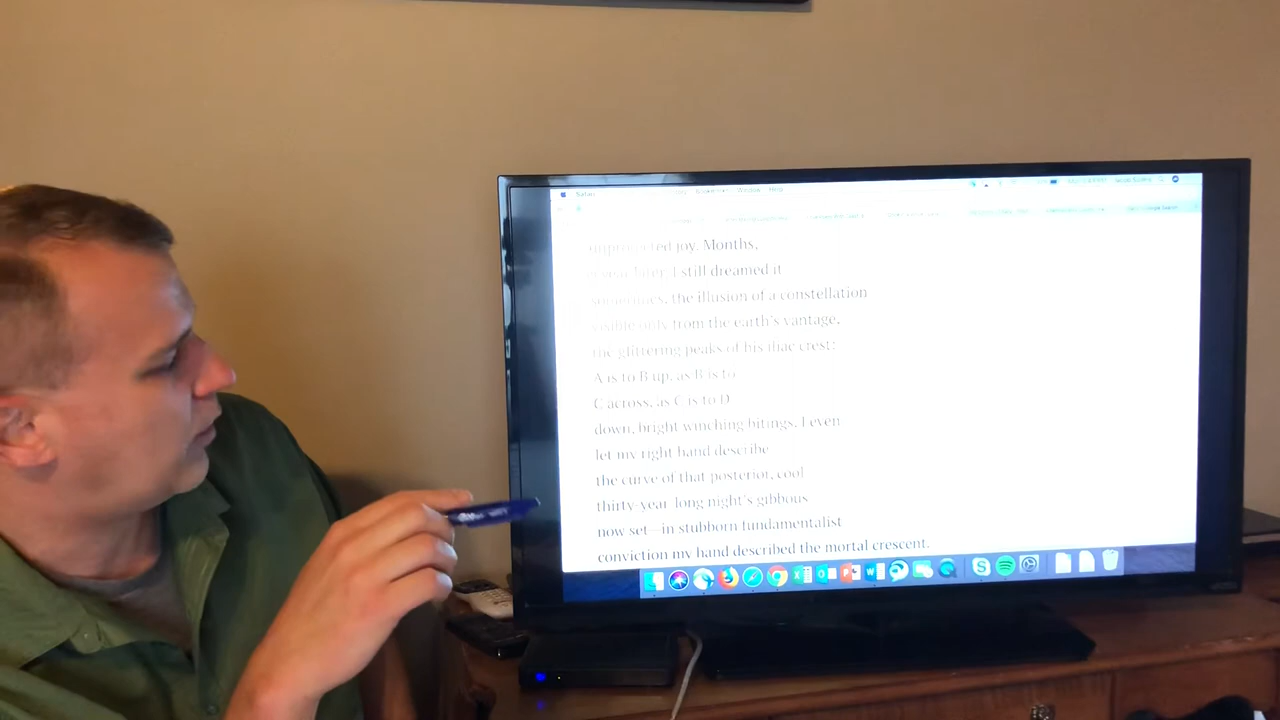 Safari Window Help
joy. Months,
later, I still dreamed it
the illusion of a constellation
visible only from the earth's vantage,
the glittering peaks of his iliac crest:
A is to B up, as B is to
C across, as C is to D
down, bright winching bitings. I even
let my right hand describe
the curve of that posterior, cool
thirty-year-long night's gibbous
now set—in stubborn fundamentalist
conviction my hand described the mortal crescent.